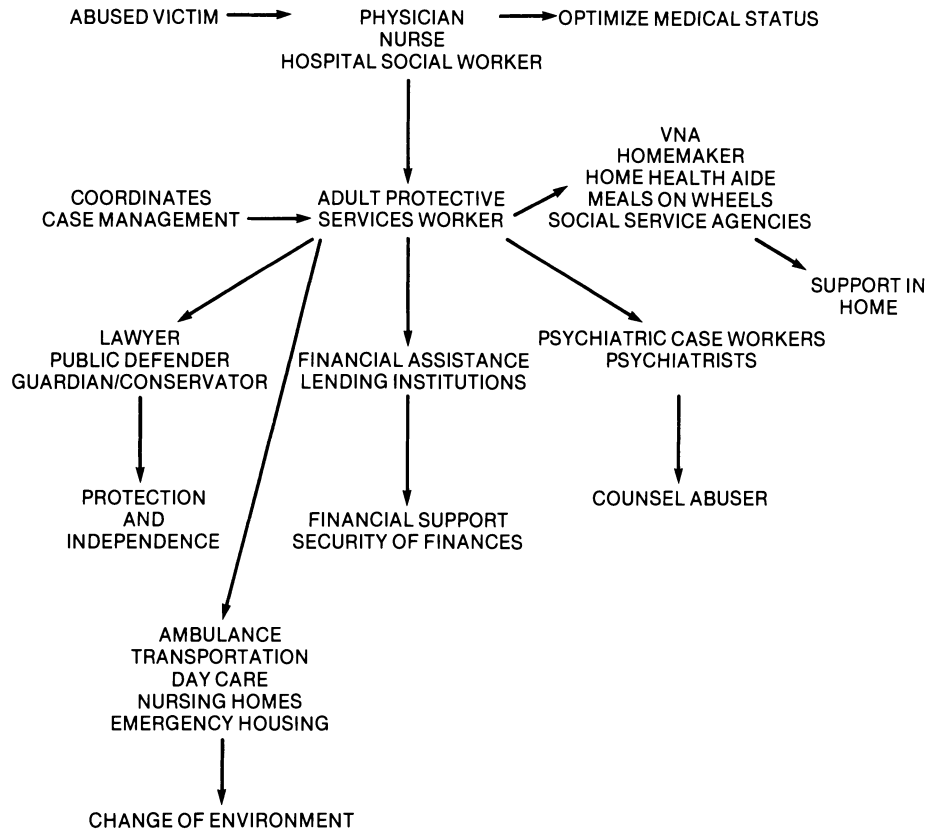 ABUSED VICTIM
PHYSICIAN
NURSE
HOSPITAL SOCIAL WORKER
OPTIMIZE MEDICAL STATUS
COORDINATES
CASE MANAGEMENT
ADULT PROTECTIVE
SERVICES WORKER
VNA
HOMEMAKER
HOME HEALTH AIDE
MEALS ON WHEELS
SOCIAL SERVICE AGENCIES
SUPPORT IN
HOME
LAWYER
PUBLIC DEFENDER
GUARDIAN/CONSERVATOR
FINANCIAL ASSISTANCE
LENDING INSTITUTIONS
PSYCHIATRIC CASE WORKERS
PSYCHIATRISTS
PROTECTION
AND
INDEPENDENCE
FINANCIAL SUPPORT
SECURITY OF FINANCES
COUNSEL ABUSER
AMBULANCE
TRANSPORTATION
DAY CARE
NURSING HOMES
EMERGENCY HOUSING
CHANGE OF ENVIRONMENT